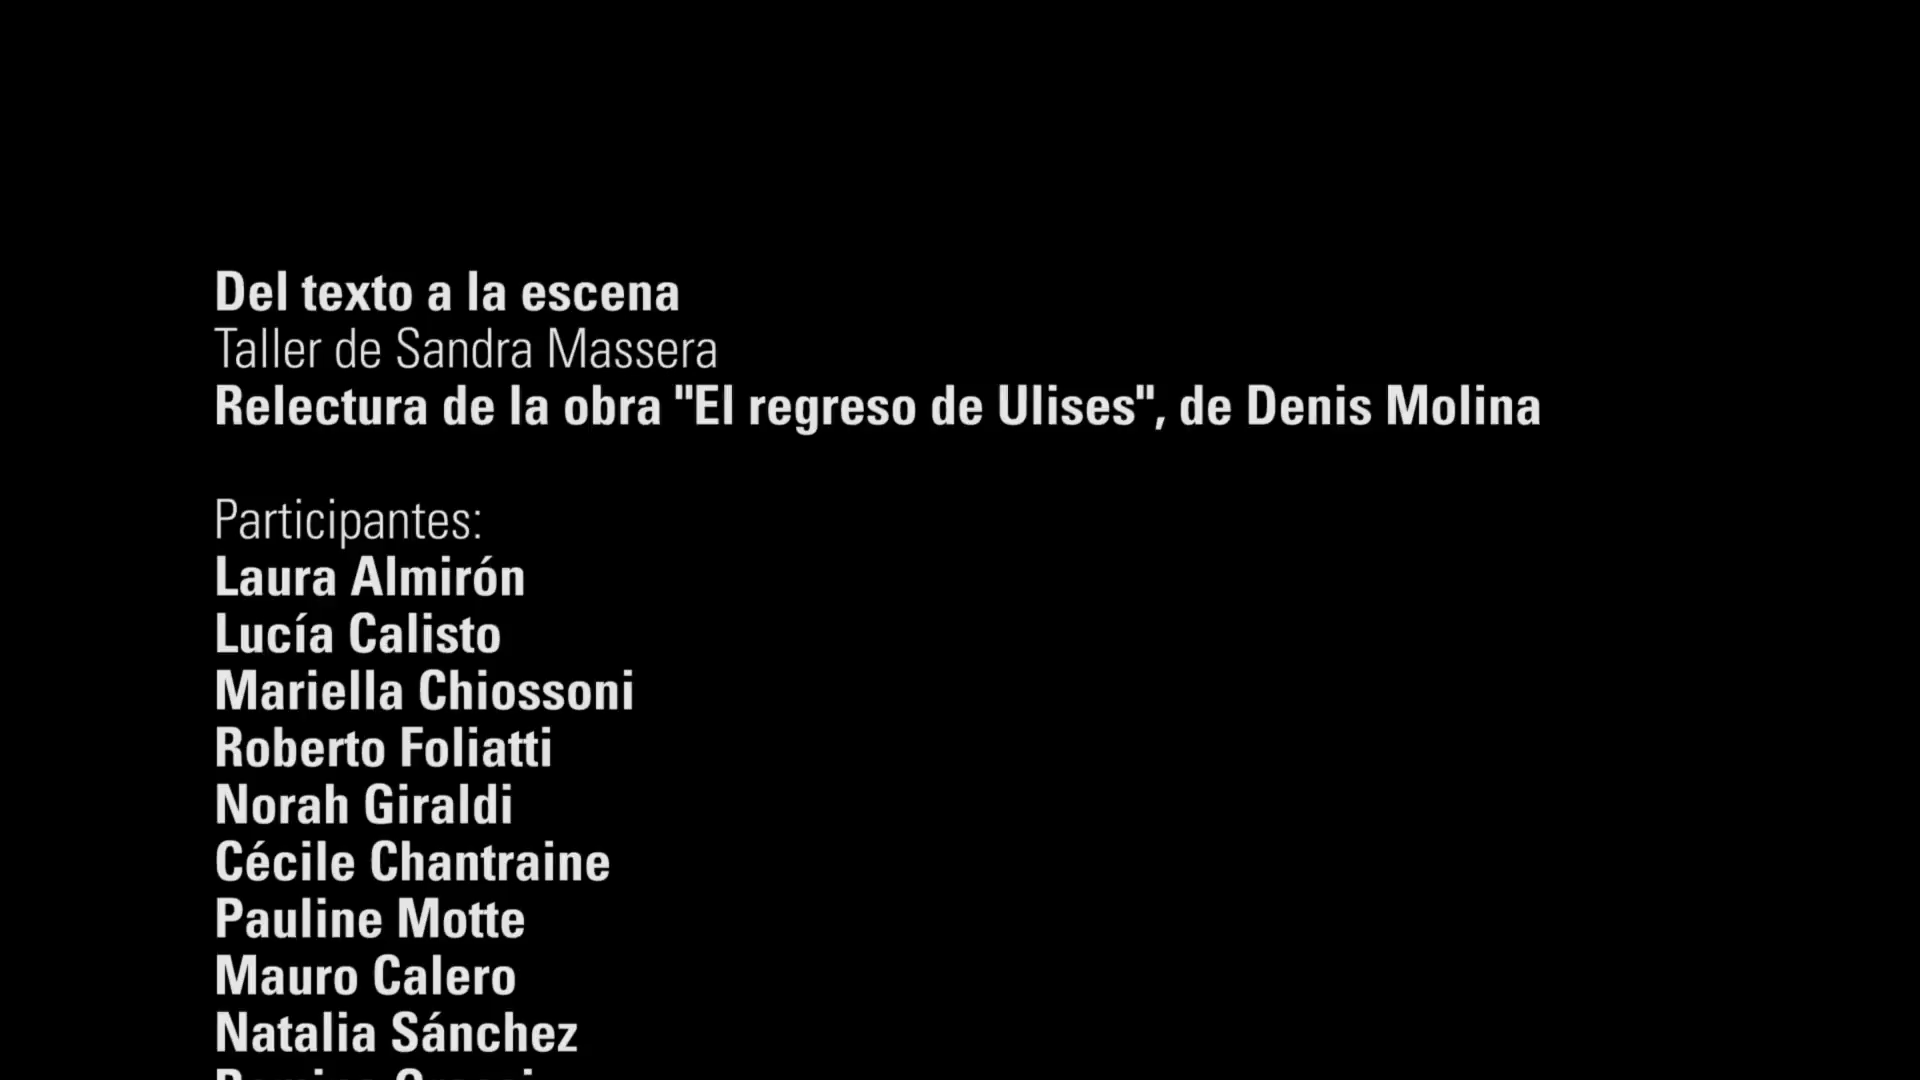 Del texto a la escena
Taller de Sandra Massera
Relectura de la obra "El regreso de Ulises", de Denis Molina
Participantes:
Laura Almirón
Lucía Calisto
Mariella Chiossoni
Roberto Foliatti
Norah Giraldi
Cécile Chantraine
Pauline Motte
Mauro Calero
Natalia Sánchez